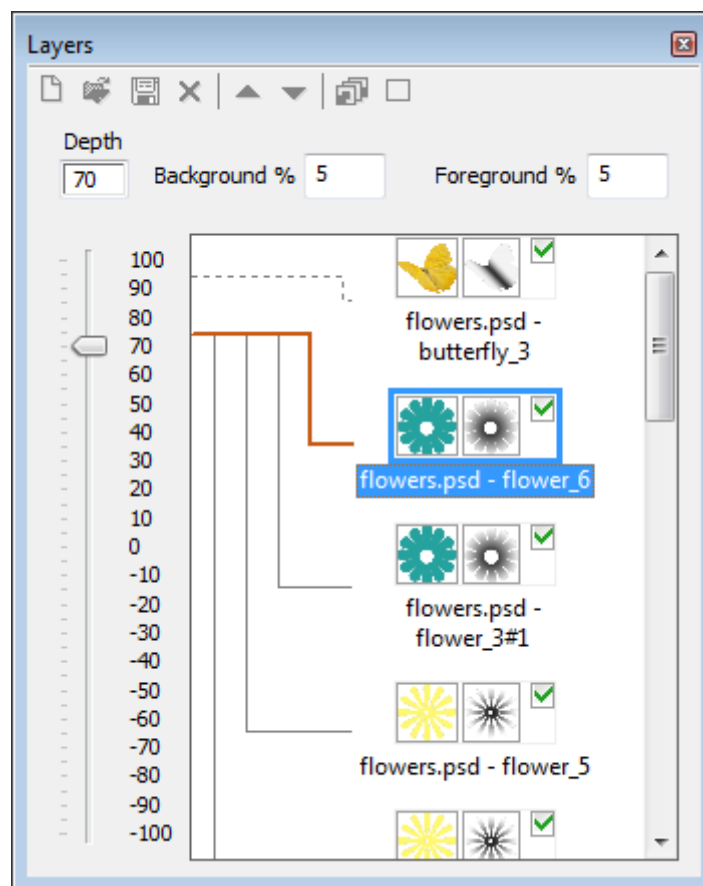 Layers
Depth
70 Background % 5 Foreground % 5
100
90
80
70
60
50
40
30
20
10
0
-10
-20
-30
-40
-50
-60
-70
-80
-90
-100
flowers.psd -
butterfly_3
flowers.psd - flower_6
flowers.psd -
flower_3#1
flowers.psd - flower_5